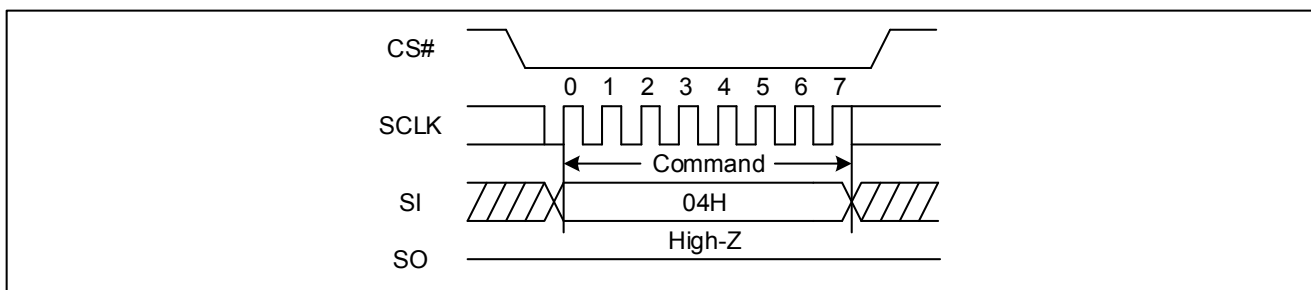 CS#
0 1 2 3 4 5 6 7
SCLK
Command
SI
04H
High-Z
SO